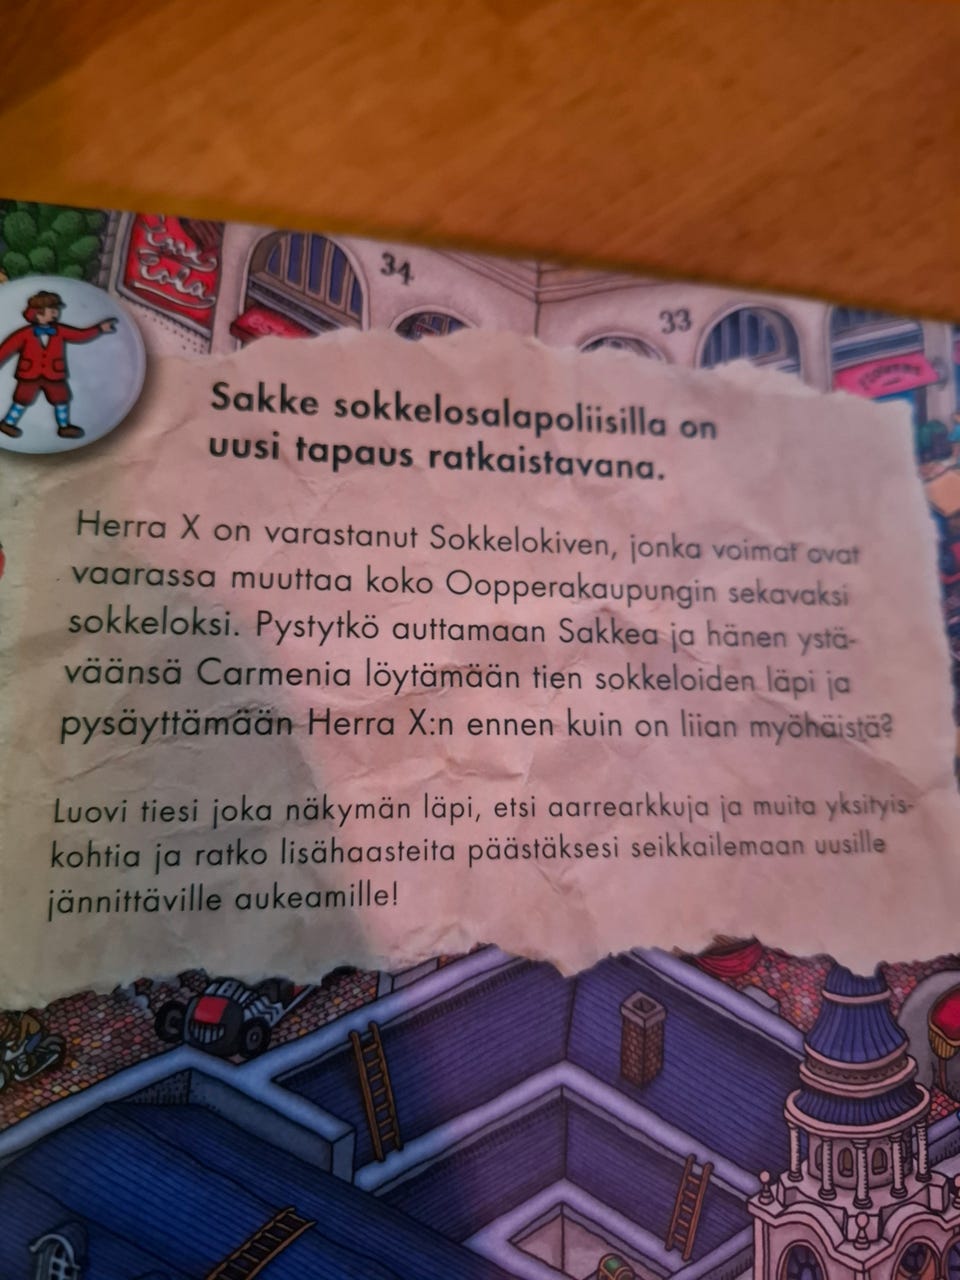 34
33
Sakke sokkelosalapoliisilla on
uusi tapaus ratkaistavana.
Herra X on varastanut Sokkelokiven, jonka voimat ovat
vaarassa muuttaa koko Oopperakaupungin sekavaksi
sokkeloksi. Pystytkö auttamaan Sakkea ja hänen ystä-
väänsä Carmenia löytämään tien sokkeloiden läpi ja
pysäyttämään Herra X:n ennen kuin on liian myöhäistä?
Luovi tiesi joka näkymän läpi, etsi aarrearkkuja ja muita yksityis-
kohtia ja ratko lisähaasteita päästäksesi seikkailemaan uusille
jännittäville aukeamille!